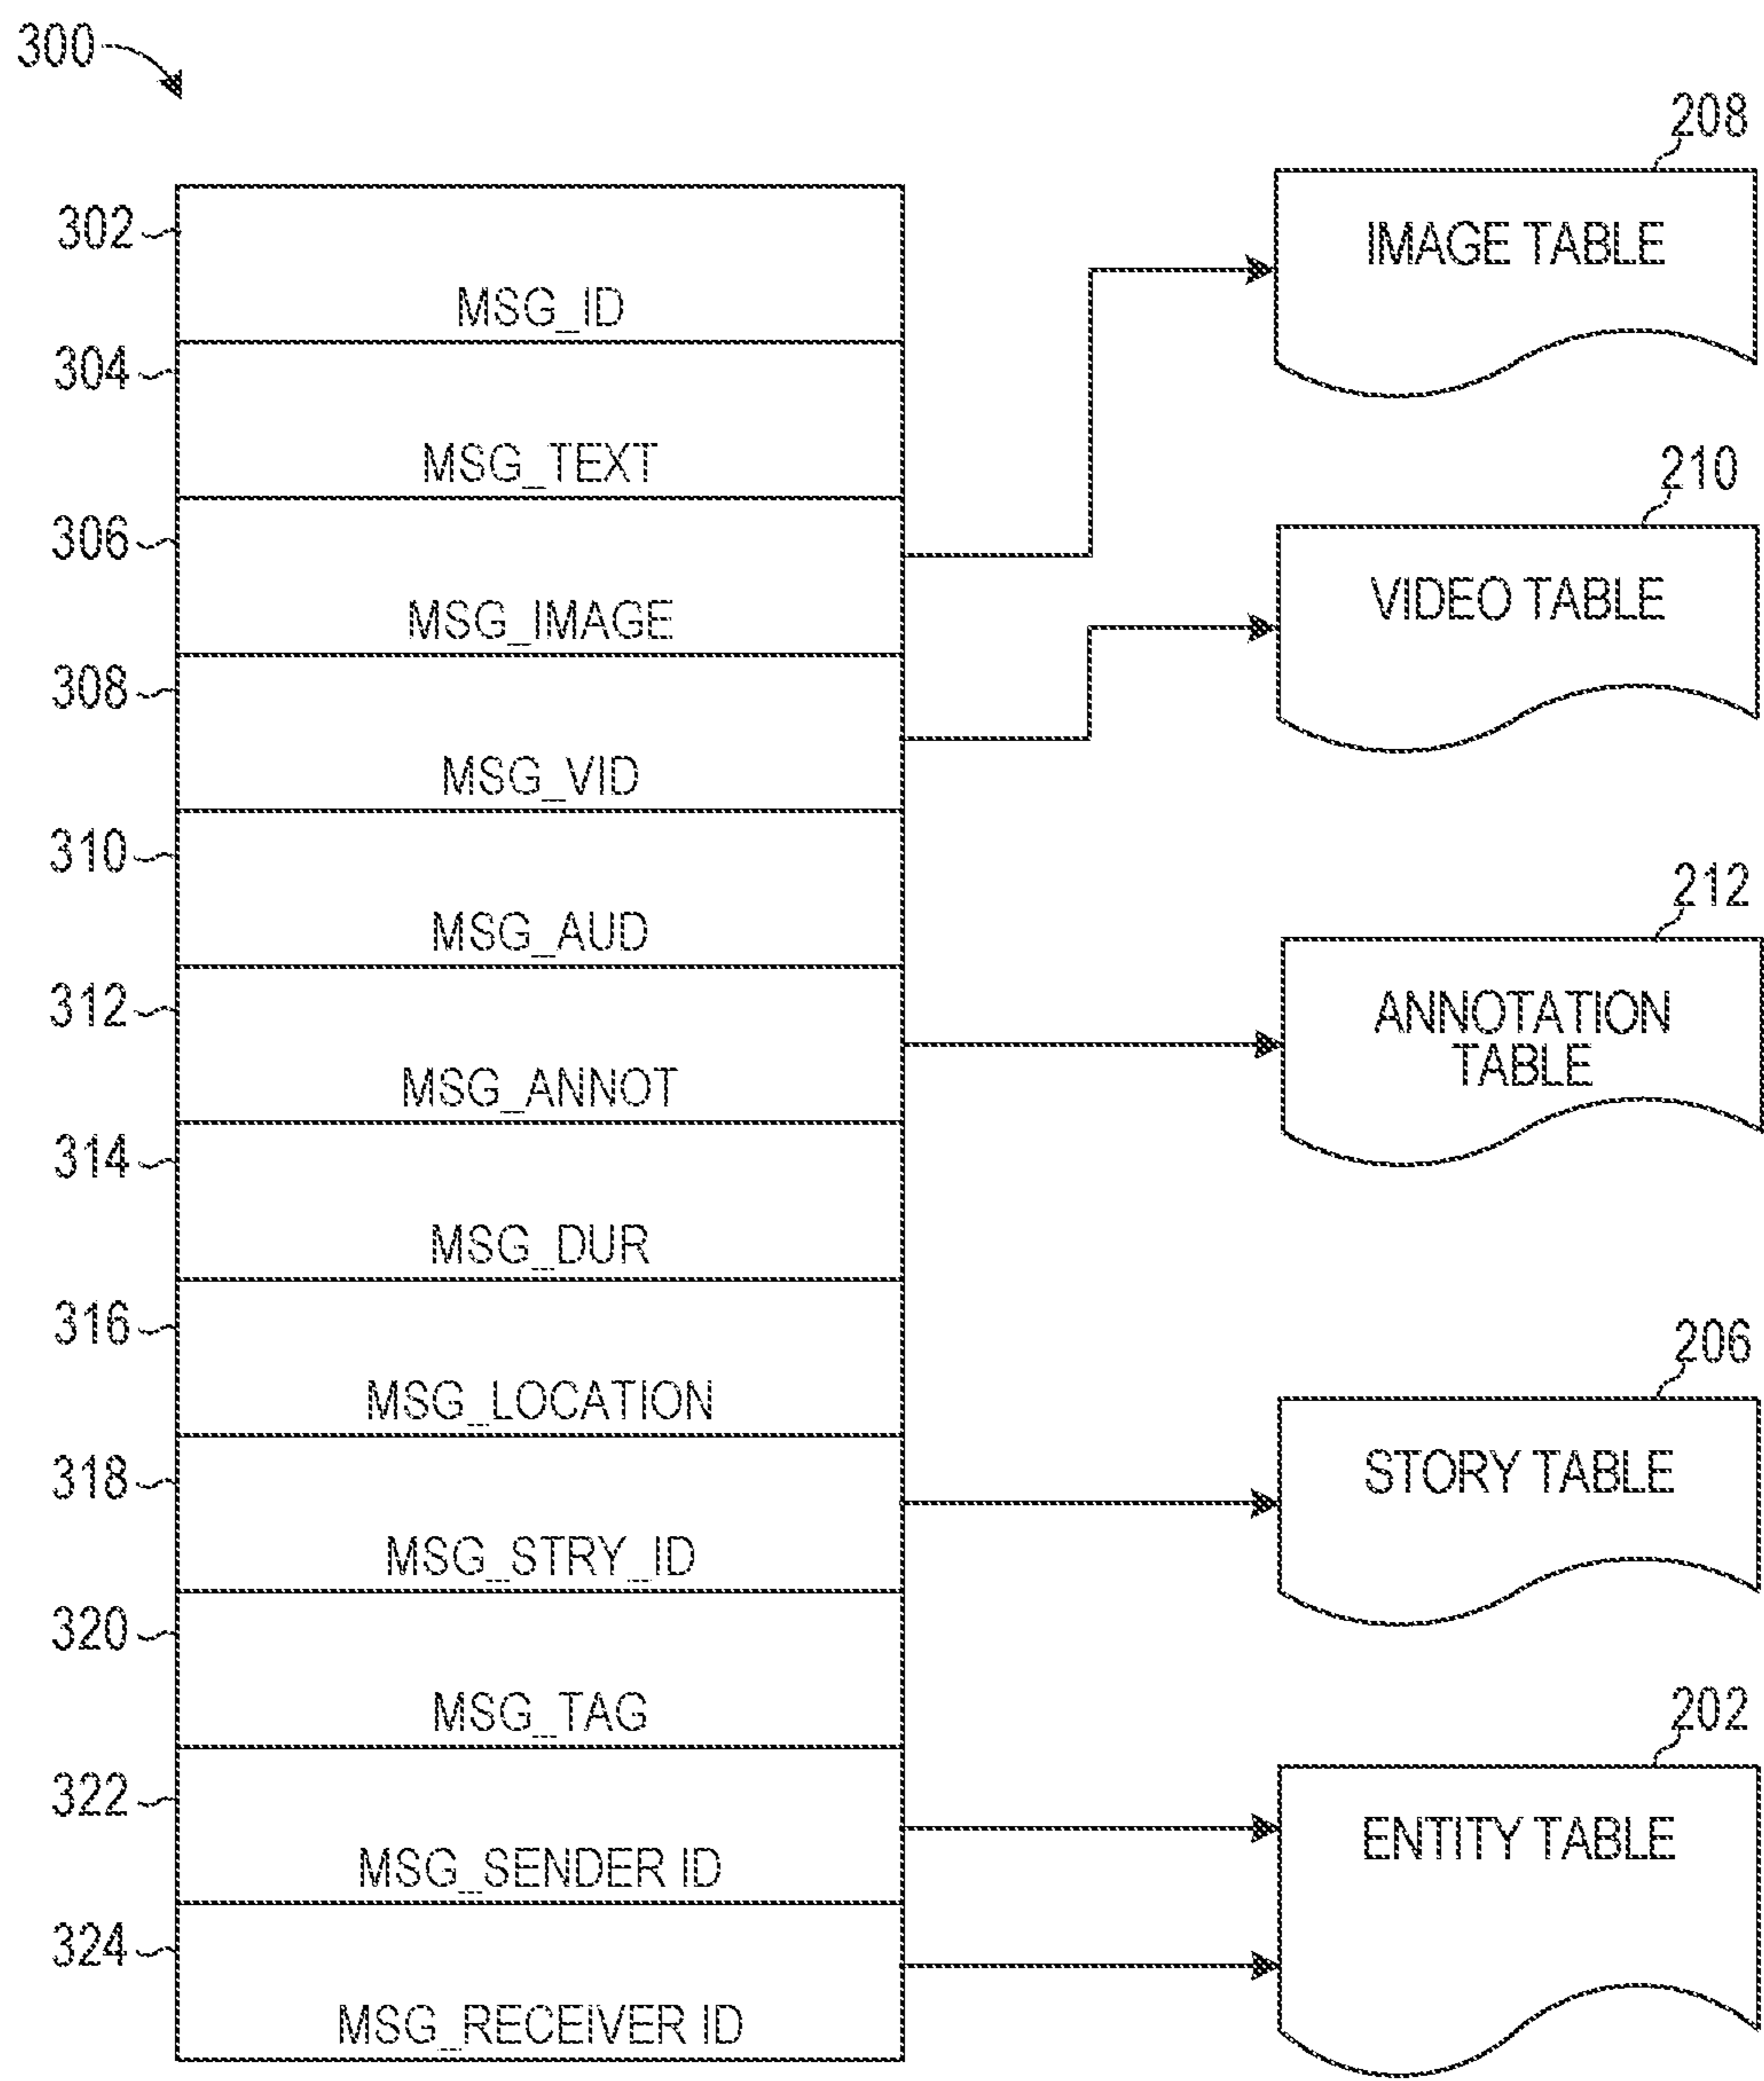 300
208
302
IMAGE TABLE
MSG_ID
304
MSG_TEXT
210
306
VIDEO TABLE
MSG_IMAGE
308
MSG_VID
310
212
MSG_AUD
312
ANNOTATION
TABLE
MSG_ANNOT
314
MSG_DUR
316
206
MSG_LOCATION
318
STORY TABLE
MSG_STRY_ID
320
MSG_TAG
202
322
ENTITY TABLE
MSG_SENDER ID
324
MSG_RECEIVER ID